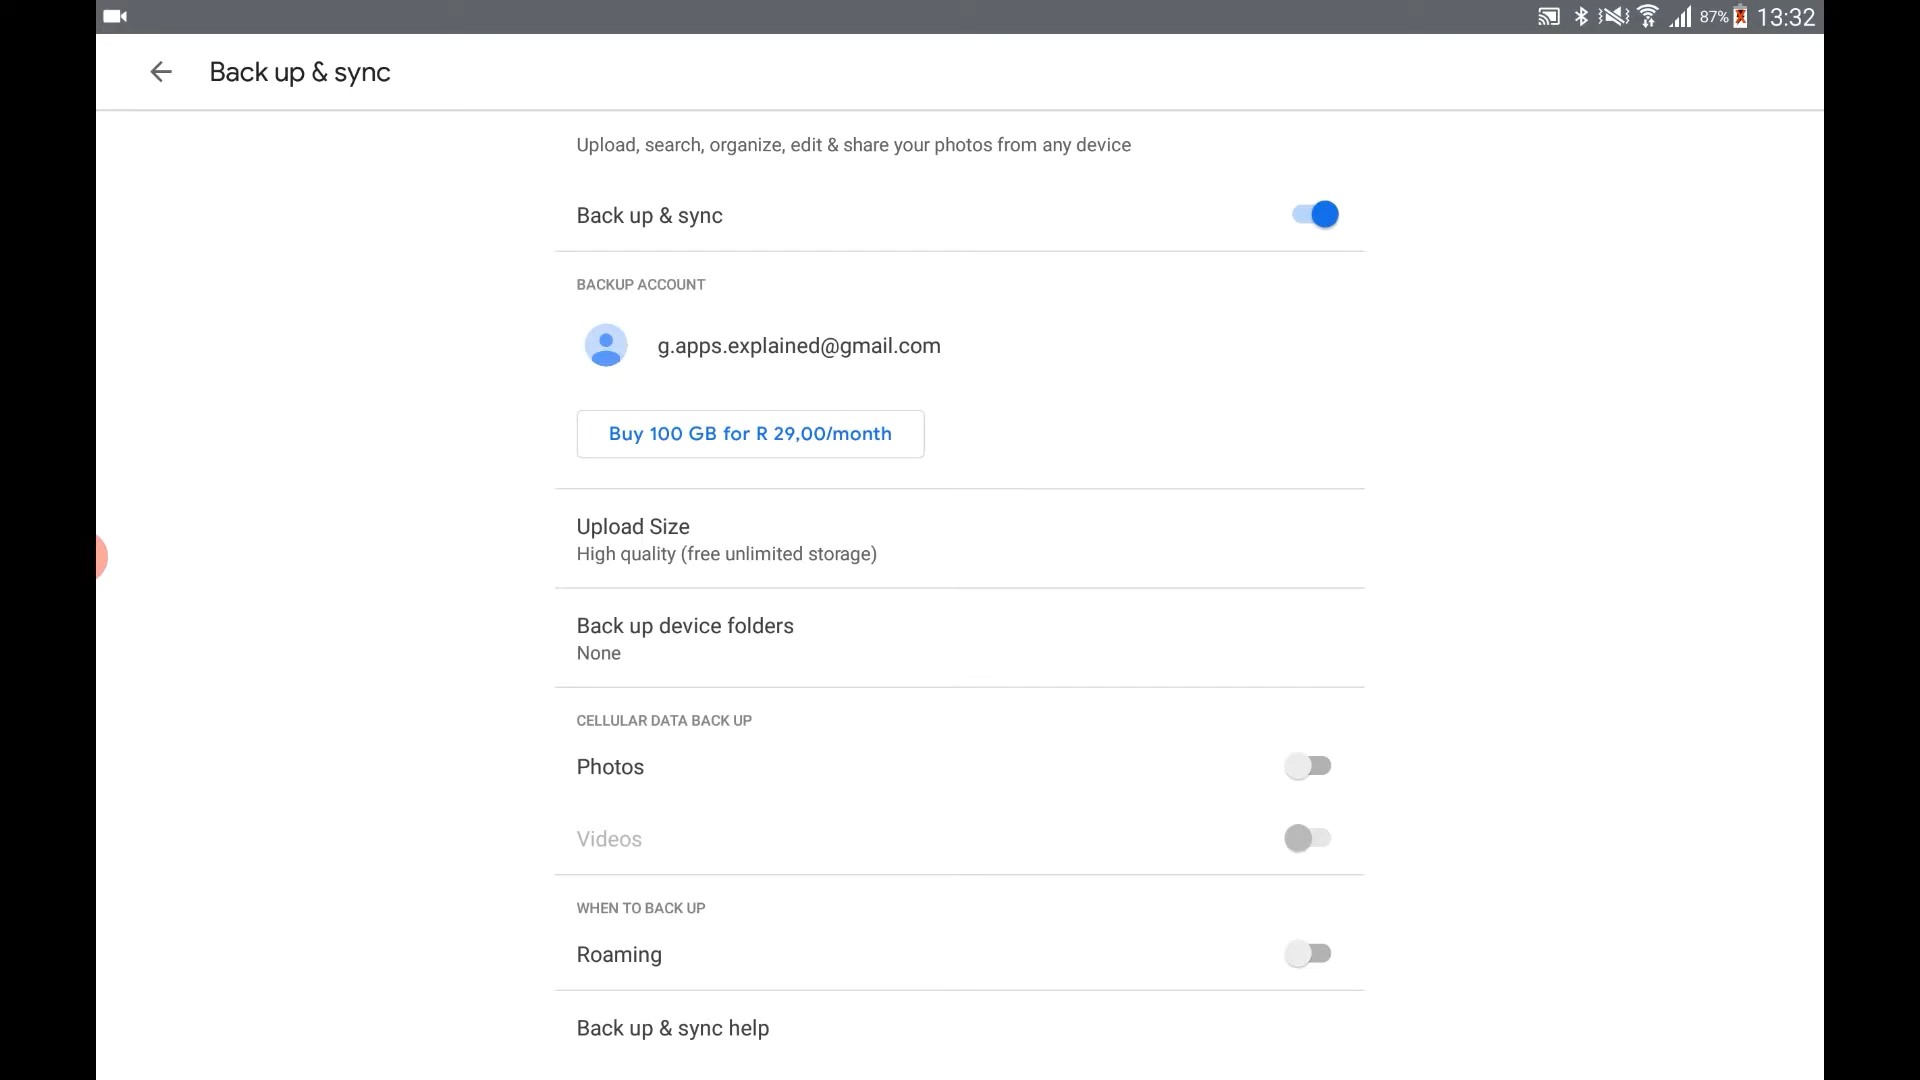 87% 13:32
Back up & sync
Upload, search, organize, edit & share your photos from any device
Back up & sync
BACKUP ACCOUNT
g.apps.explained@gmail.com
Buy 100 GB for R 29,00/month
Upload Size
High quality (free unlimited storage)
Back up device folders
None
CELLULAR DATA BACK UP
Photos
Videos
WHEN TO BACK UP
Roaming
Back up & sync help